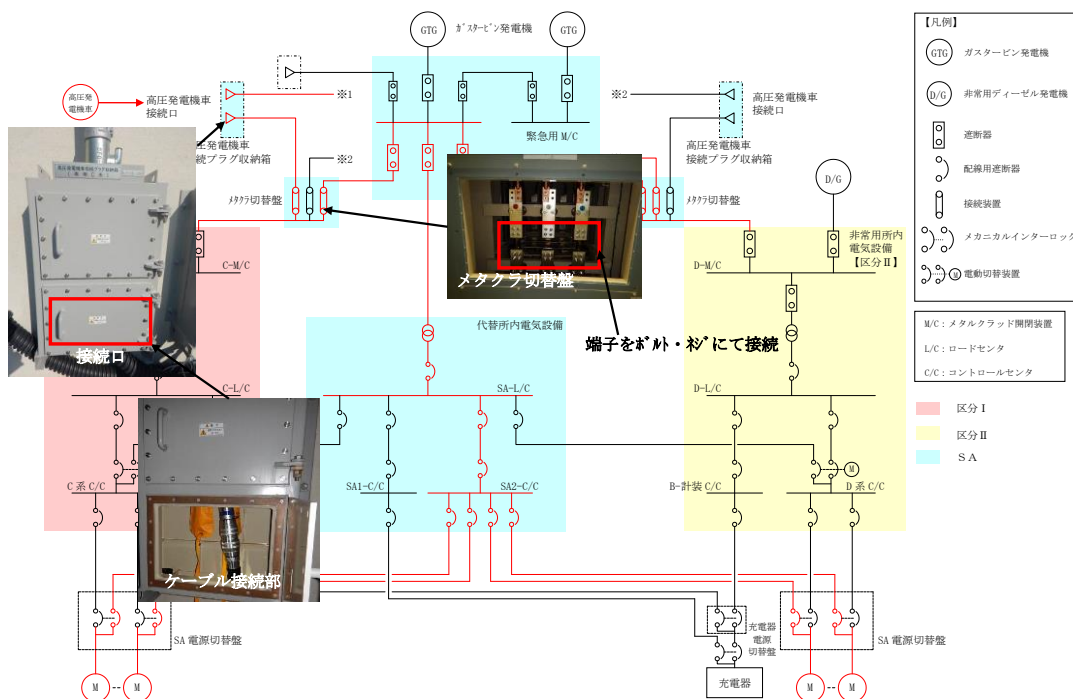 GTG
ガスタービン発電機
GTG
【凡例】
GTG
ガスタービン発電機
D/G
非常用ディーゼル発電機
遮断器
配線用遮断器
接続装置
メカニカルインターロック
M
電動切替装置
M/C：メタルクラッド開閉装置
L/C：ロードセンタ
C/C：コントロールセンタ
区分Ⅰ
区分Ⅱ
ＳＡ
高圧発
電機車
高圧発電機車
接続口
※1
※2
高圧発電機車
接続口
緊急用 M/C
圧発電機車
続プラグ収納箱
※2
高圧発電機車
接続プラグ収納箱
D/G
ﾒﾀｸﾗ切替盤
ﾒﾀｸﾗ切替盤
非常用所内
電気設備
【区分Ⅱ】
C-M/C
D-M/C
メタクラ切替盤
接続口
代替所内電気設備
端子をﾎﾞﾙﾄ・ﾈｼﾞにて接続
C-L/C
SA-L/C
D-L/C
C 系 C/C
SA1-C/C
SA2-C/C
B-計装 C/C
D 系 C/C
M
ケーブル接続部
SA 電源切替盤
充電器
電源
切替盤
SA 電源切替盤
M
M
充電器
M
M